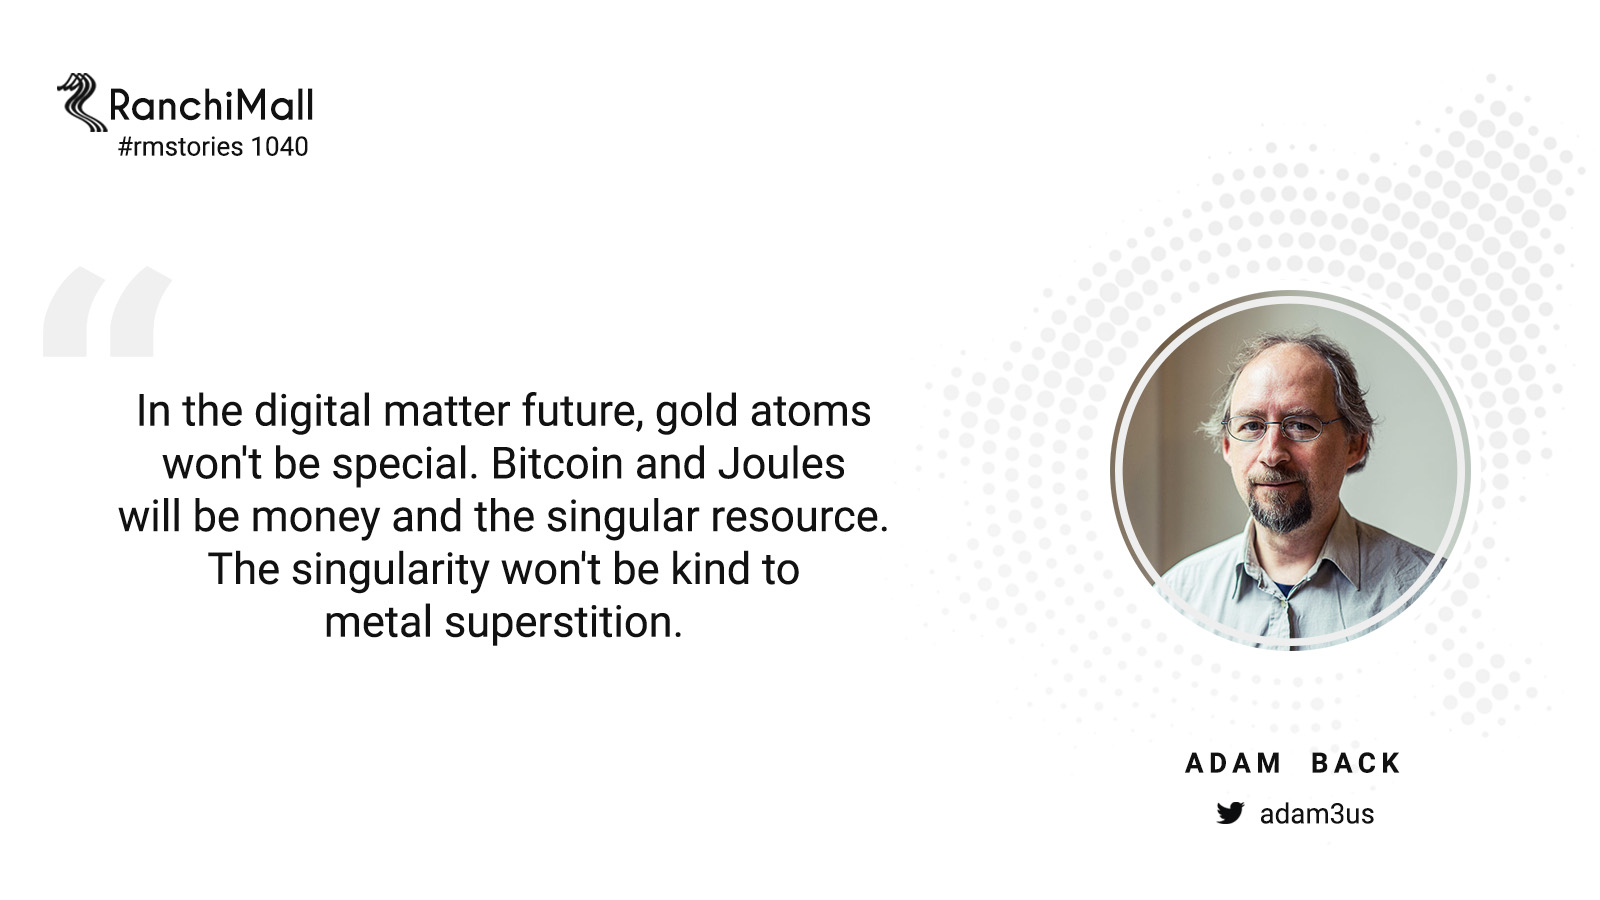 RanchiMall
#rmstories 1040
In the digital matter future, gold atoms
won't be special. Bitcoin and Joules
will be money and the singular resource.
The singularity won't be kind to
metal superstition.
ADAM BACK
adam3us